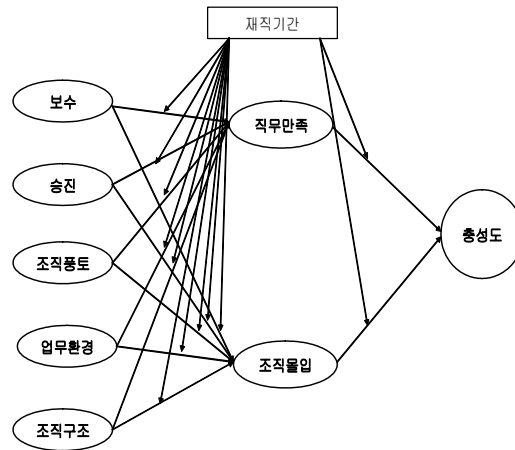 재직기간
보수
직무만족
승진
충성도
조직풍토
업무환경
조직몰입
조직구조